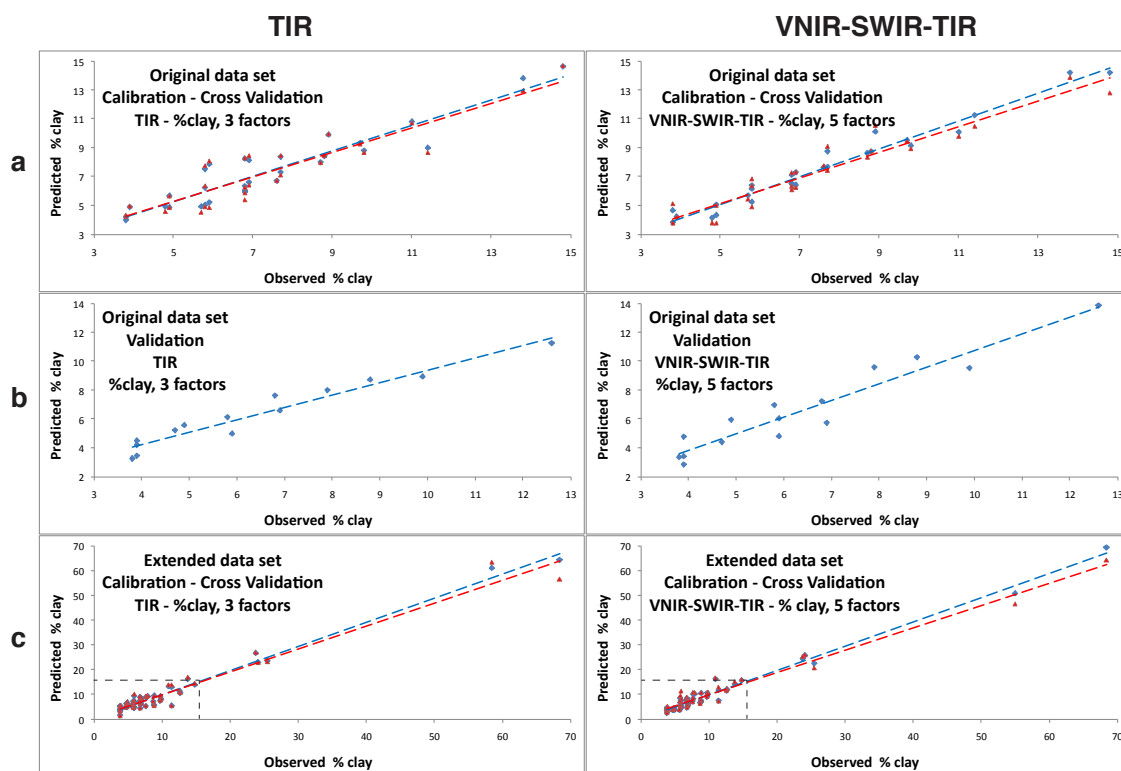 TIR
VNIR-SWIR-TIR
a
Original data set
Calibration - Cross Validation
TIR - %clay, 3 factors
Predicted % clay
15
13
11
9
7
5
3
3 5 7 9 11 13 15
Observed % clay
Original data set
Calibration - Cross Validation
VNIR-SWIR-TIR - %clay, 5 factors
Predicted % clay
15
13
11
9
7
5
3
3 5 7 9 11 13 15
Observed % clay
b
Original data set
Validation
TIR
%clay, 3 factors
Predicted % clay
14
12
10
8
6
4
2
3 4 5 6 7 8 9 10 11 12 13
Observed % clay
Original data set
Validation
VNIR-SWIR-TIR
%clay, 5 factors
Predicted % clay
14
12
10
8
6
4
2
3 4 5 6 7 8 9 10 11 12 13
Observed % clay
c
Extended data set
Calibration - Cross Validation
TIR - %clay, 3 factors
Predicted % clay
70
60
50
40
30
20
10
0
0 10 20 30 40 50 60 70
Observed % clay
Extended data set
Calibration - Cross Validation
VNIR-SWIR-TIR - % clay, 5 factors
Predicted % clay
70
60
50
40
30
20
10
0
0 10 20 30 40 50 60 70
Observed % clay